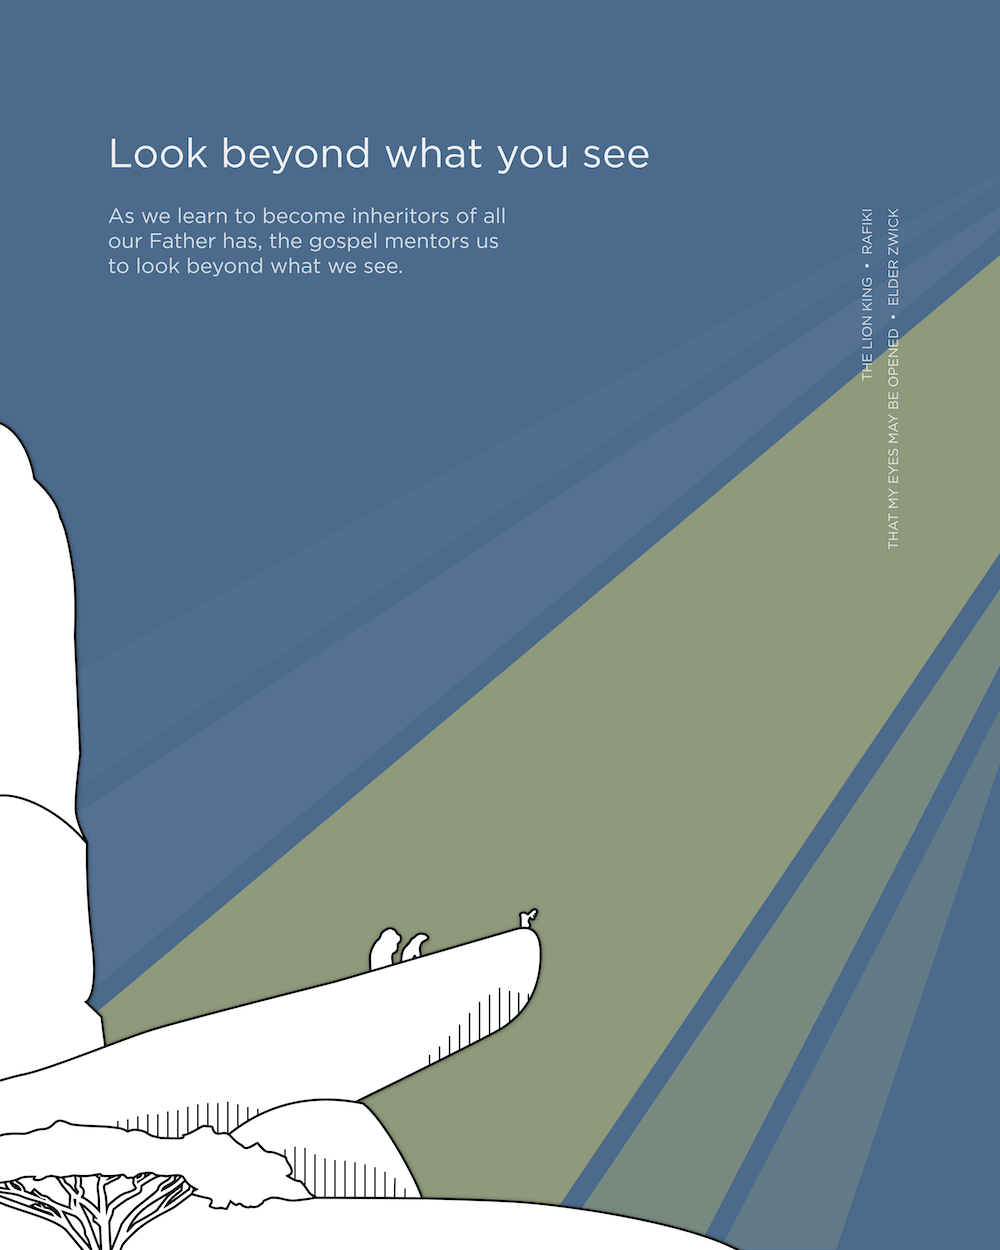 Look beyond what you see
As we learn to become inheritors of all
our Father has, the gospel mentors us
to look beyond what we see.
THE LION KING • RAFIKI
THAT MY EYES MAY BE OPENED • ELDER ZWICK